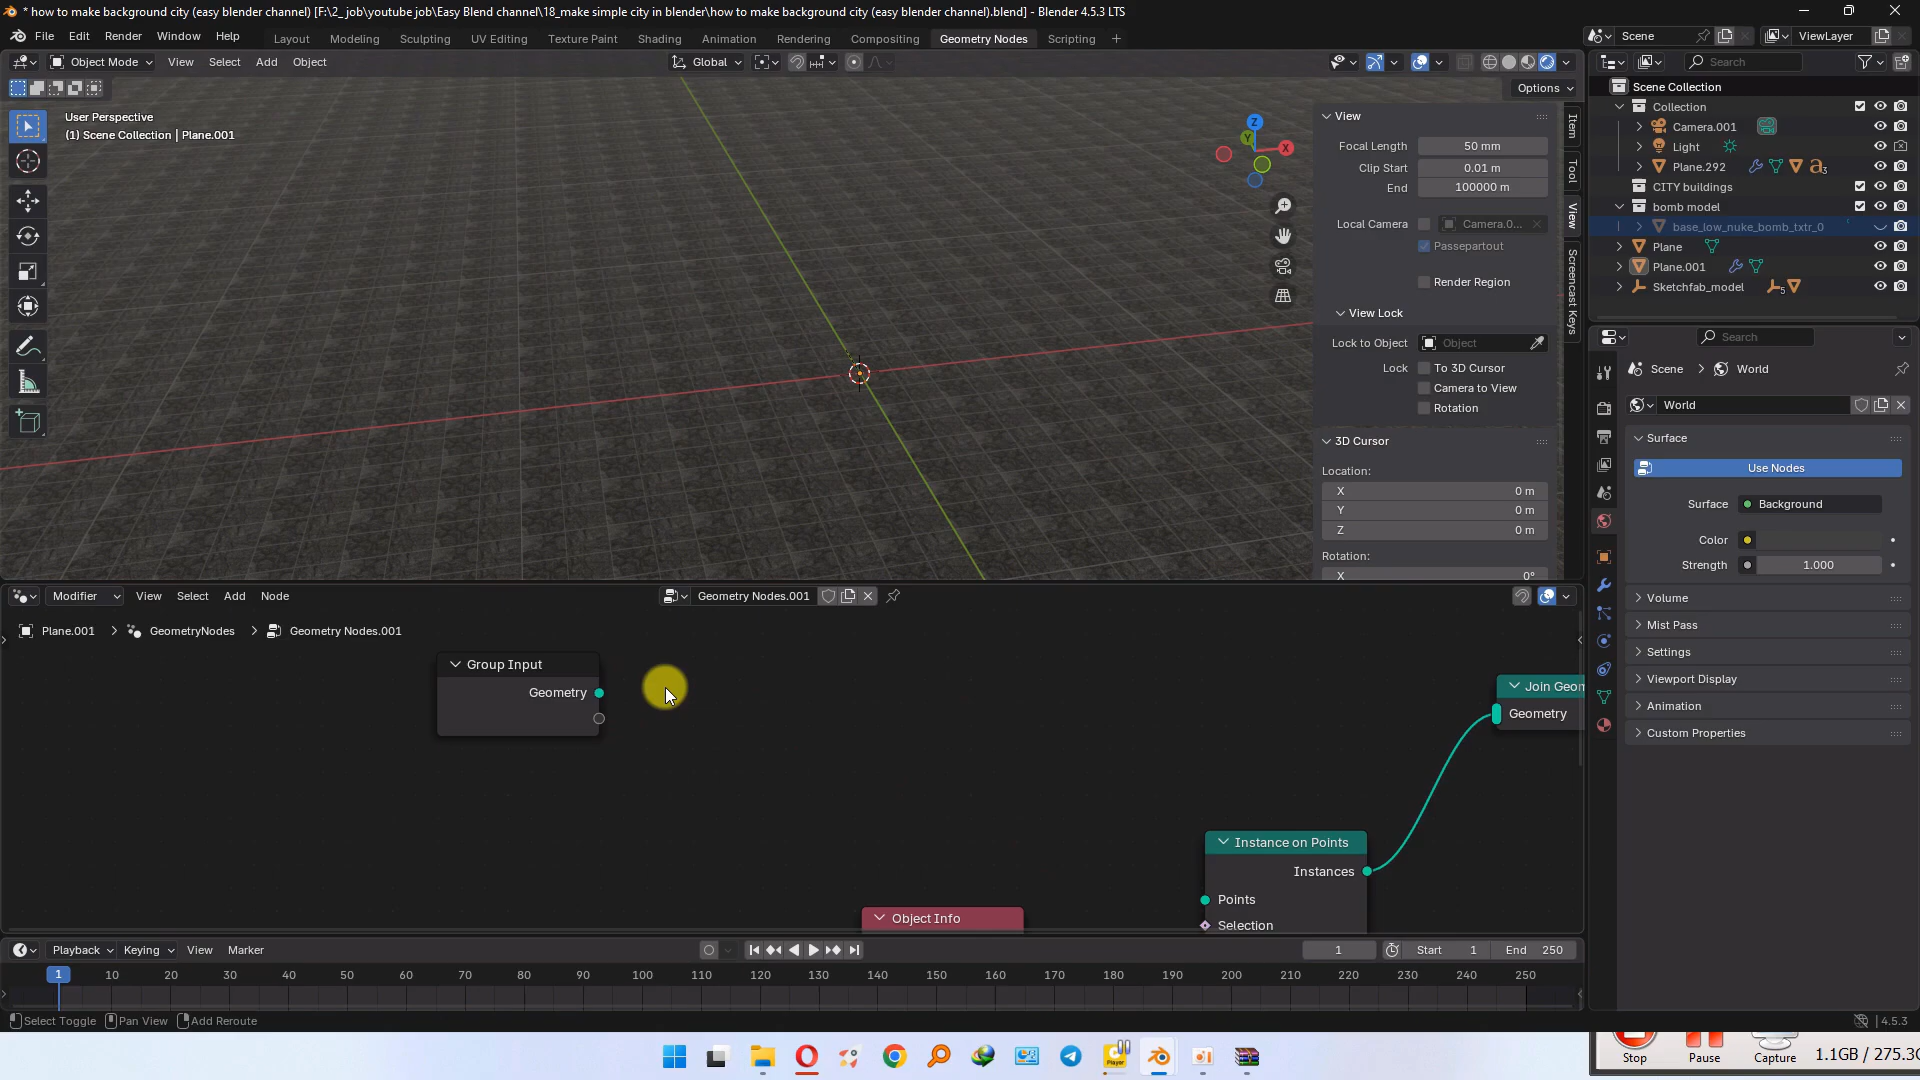 * how to make background city (easy blender channel) [F:\2_ job\youtube job\Easy Blend channel\18_make simple city in blender\how to make background city (easy blender channel).blend] - Blender 4.5.3 LTS
File Edit Render Window Help
Layout Modeling Sculpting UV Editing Texture Paint Shading Animation Rendering Compositing Geometry Nodes Scripting +
Scene ViewLayer
Object Mode View Select Add Object Global
Search
Options
User Perspective
(1) Scene Collection | Plane.001
Z
Y
X
View
Focal Length 50 mm
Clip Start 0.01 m
End 100000 m
Local Camera Camera.0...
Passepartout
Render Region
View Lock
Lock to Object Object
Lock To 3D Cursor
Camera to View
Rotation
3D Cursor
Location:
X 0 m
Y 0 m
Z 0 m
Rotation:
X 0°
Item
Tool
View
Screencast Keys
Scene Collection
Collection
Camera.001
Light
Plane.292 3
CITY buildings
bomb model
base_low_nuke_bomb_txtr_0
Plane
Plane.001
Sketchfab_model 5
Search
Scene > World
World
Surface
Use Nodes
Surface Background
Color
Strength 1.000
Volume
Mist Pass
Settings
Viewport Display
Animation
Custom Properties
Modifier View Select Add Node Geometry Nodes.001
Plane.001 > GeometryNodes > Geometry Nodes.001
Group Input
Geometry
Join Geom
Geometry
Instance on Points
Instances
Points
Selection
Object Info
Playback Keying View Marker 1 Start 1 End 250
1 10 20 30 40 50 60 70 80 90 100 110 120 130 140 150 160 170 180 190 200 210 220 230 240 250
Select Toggle Pan View Add Reroute 4.5.3
Player
Stop Pause Capture 1.1GB / 275.3G